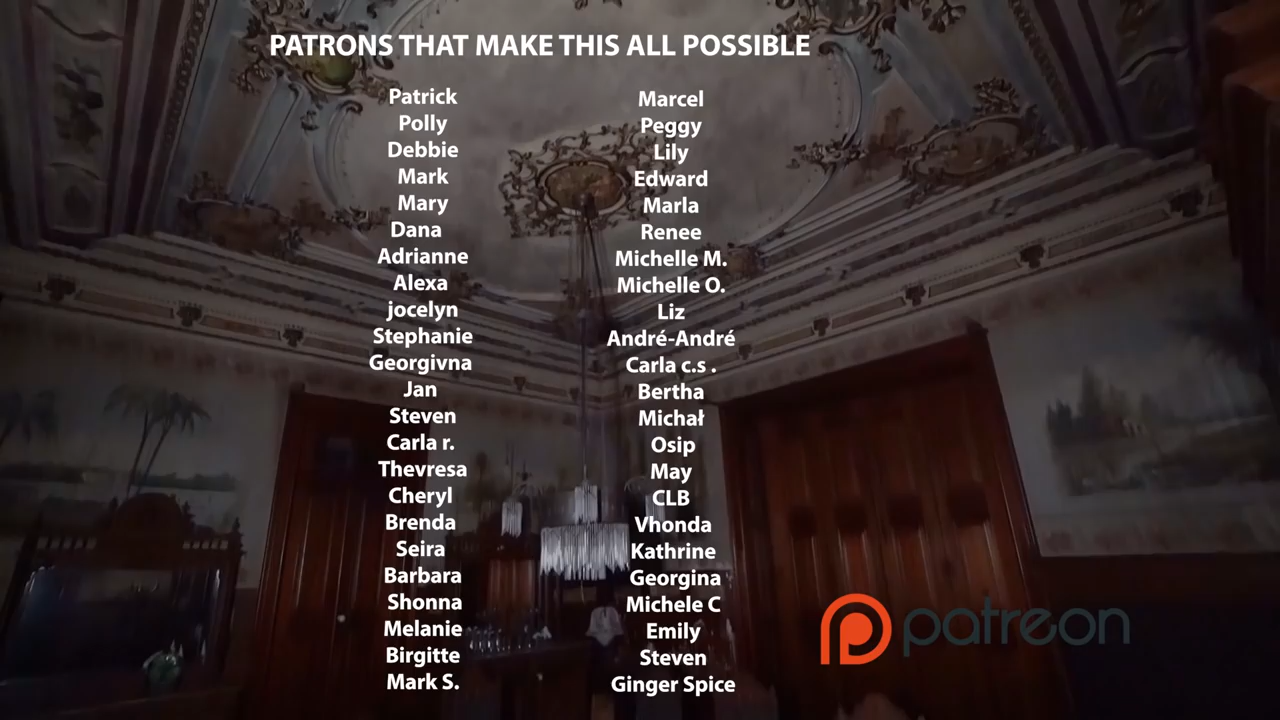 PATRONS THAT MAKE THIS ALL POSSIBLE
Patrick
Polly
Debbie
Mark
Mary
Dana
Adrianne
Alexa
jocelyn
Stephanie
Georgivna
Jan
Steven
Carla r.
Thevresa
Cheryl
Brenda
Seira
Barbara
Shonna
Melanie
Birgitte
Mark S.
Marcel
Peggy
Lily
Edward
Marla
Renee
Michelle M.
Michelle O.
Liz
André-André
Carla c.s .
Bertha
Michał
Osip
May
CLB
Vhonda
Kathrine
Georgina
Michele C
Emily
Steven
Ginger Spice
patreon